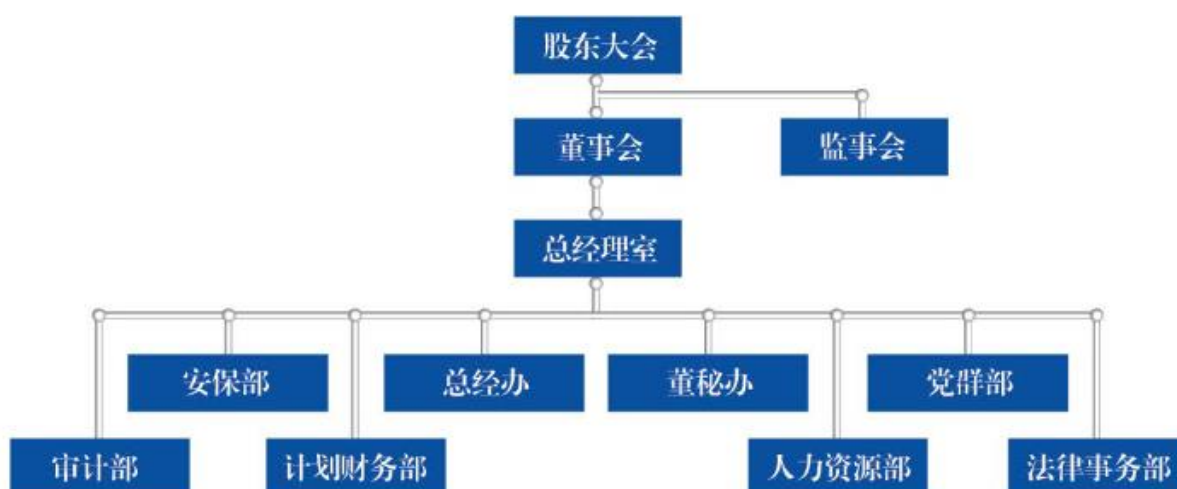 股东大会
董事会
监事会
总经理室
安保部
总经办
董秘办
党群部
审计部
计划财务部
人力资源部
法律事务部